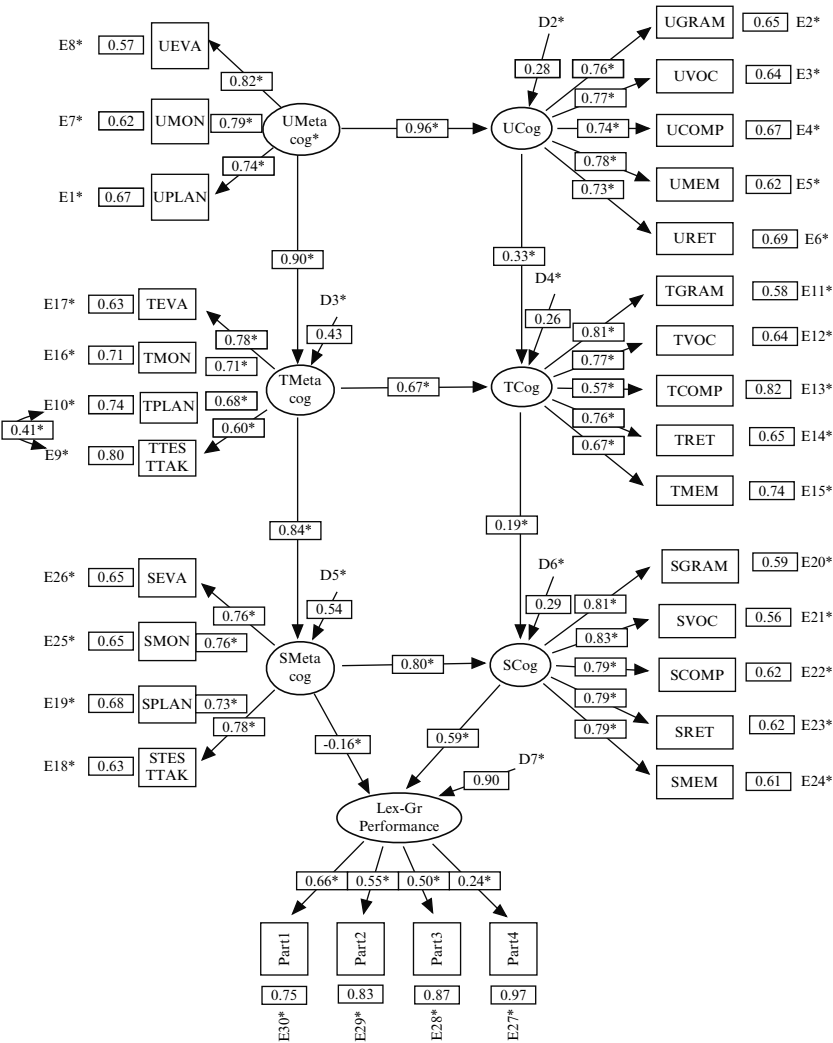 E8*
0.57
UEVA
0.82*
E7*
0.62
UMON
0.79*
UMeta
cog*
E1*
0.67
UPLAN
0.74*
0.96*
D2*
0.28
UCog
0.76*
UGRAM
0.65
E2*
0.77*
UVOC
0.64
E3*
0.74*
UCOMP
0.67
E4*
0.78*
UMEM
0.62
E5*
0.73*
URET
0.69
E6*
0.90*
0.33*
E17*
0.63
TEVA
0.78*
E16*
0.71
TMON
0.71*
E10*
0.74
TPLAN
0.68*
0.41*
E9*
0.80
TTES
TTAK
0.60*
D3*
0.43
TMeta
cog
0.67*
D4*
0.26
TCog
0.81*
TGRAM
0.58
E11*
0.77*
TVOC
0.64
E12*
0.57*
TCOMP
0.82
E13*
0.76*
TRET
0.65
E14*
0.67*
TMEM
0.74
E15*
0.84*
0.19*
E26*
0.65
SEVA
0.76*
E25*
0.65
SMON
0.76*
E19*
0.68
SPLAN
0.73*
E18*
0.63
STES
TTAK
0.78*
D5*
0.54
SMeta
cog
0.80*
D6*
0.29
SCog
0.81*
SGRAM
0.59
E20*
0.83*
SVOC
0.56
E21*
0.79*
SCOMP
0.62
E22*
0.79*
SRET
0.62
E23*
0.79*
SMEM
0.61
E24*
-0.16*
0.59*
D7*
0.90
Lex-Gr
Performance
0.66*
0.55*
0.50*
0.24*
Part1
Part2
Part3
Part4
0.75
0.83
0.87
0.97
E30*
E29*
E28*
E27*